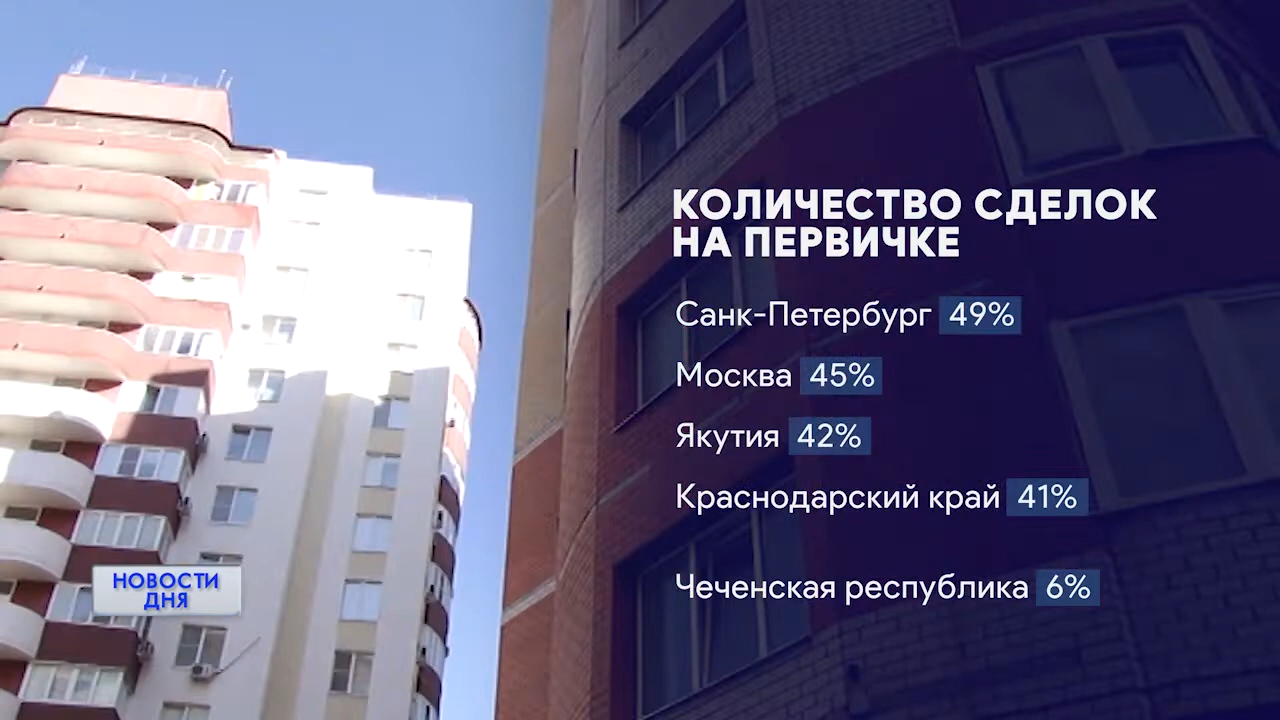 КОЛИЧЕСТВО СДЕЛОК
НА ПЕРВИЧКЕ
Санк-Петербург 49%
Москва 45%
Якутия 42%
Краснодарский край 41%
Чеченская республика 6%
НОВОСТИ
ДНЯ